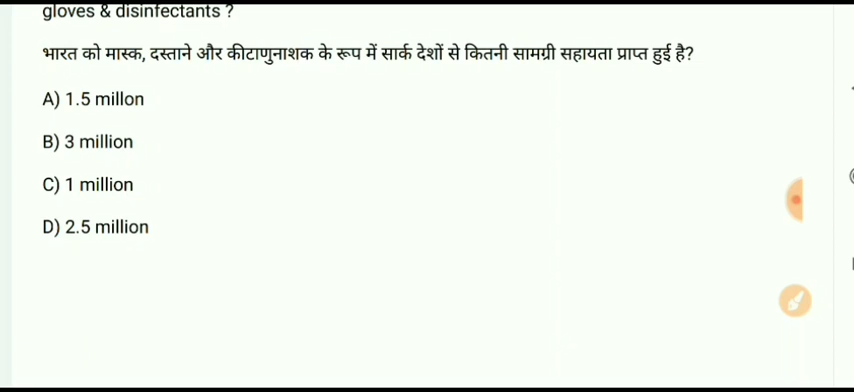 gloves & disinfectants ?
भारत को मास्क, दस्ताने और कीटाणुनाशक के रूप में सार्क देशों से कितनी सामग्री सहायता प्राप्त हुई है?
A) 1.5 millon
B) 3 million
C) 1 million
D) 2.5 million